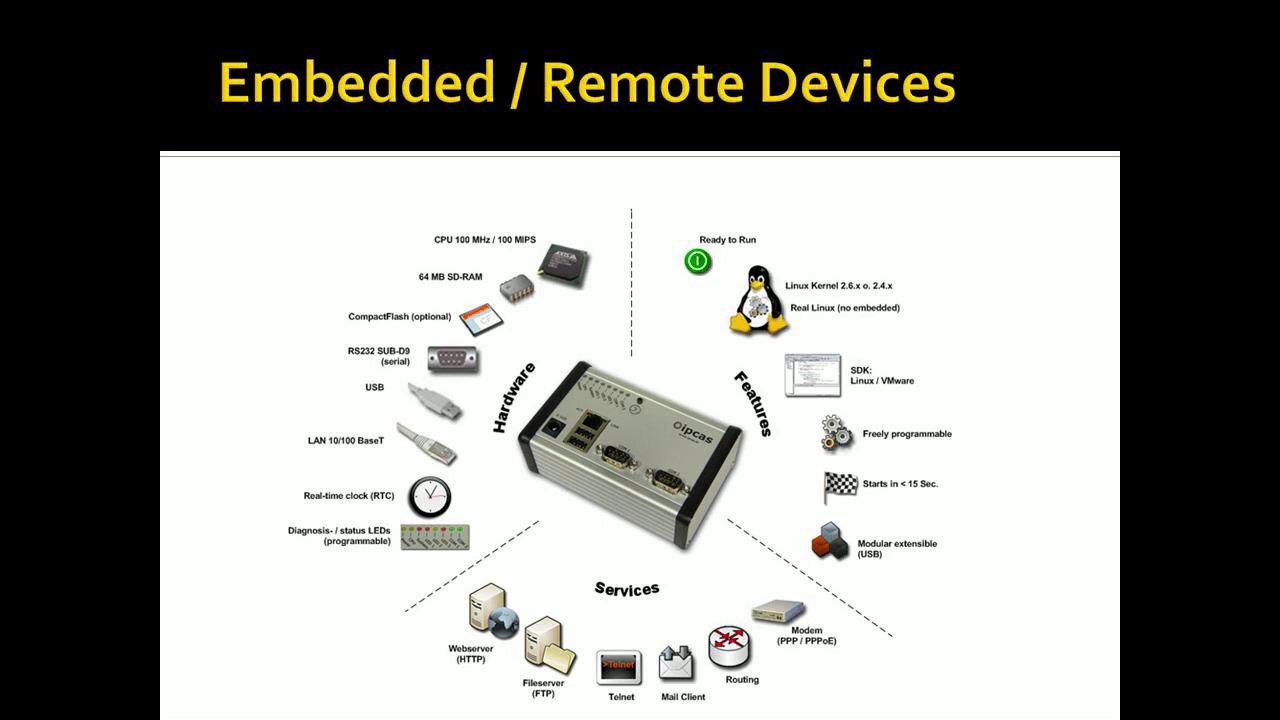 Embedded / Remote Devices
CPU 100 MHz / 100 MIPS
64 MB SD-RAM
CompactFlash (optional)
CF
RS232 SUB-D9
(serial)
USB
LAN 10/100 BaseT
Real-time clock (RTC)
Diagnosis- / status LEDs
(programmable)
Hardware
ipcas
Ready to Run
Linux Kernel 2.6.x o. 2.4.x
Real Linux (no embedded)
SDK:
Linux / VMware
Features
Freely programmable
Starts in < 15 Sec.
Modular extensible
(USB)
Services
Webserver
(HTTP)
Fileserver
(FTP)
>Telnet
Telnet
Mail Client
Routing
Modem
(PPP / PPPoE)